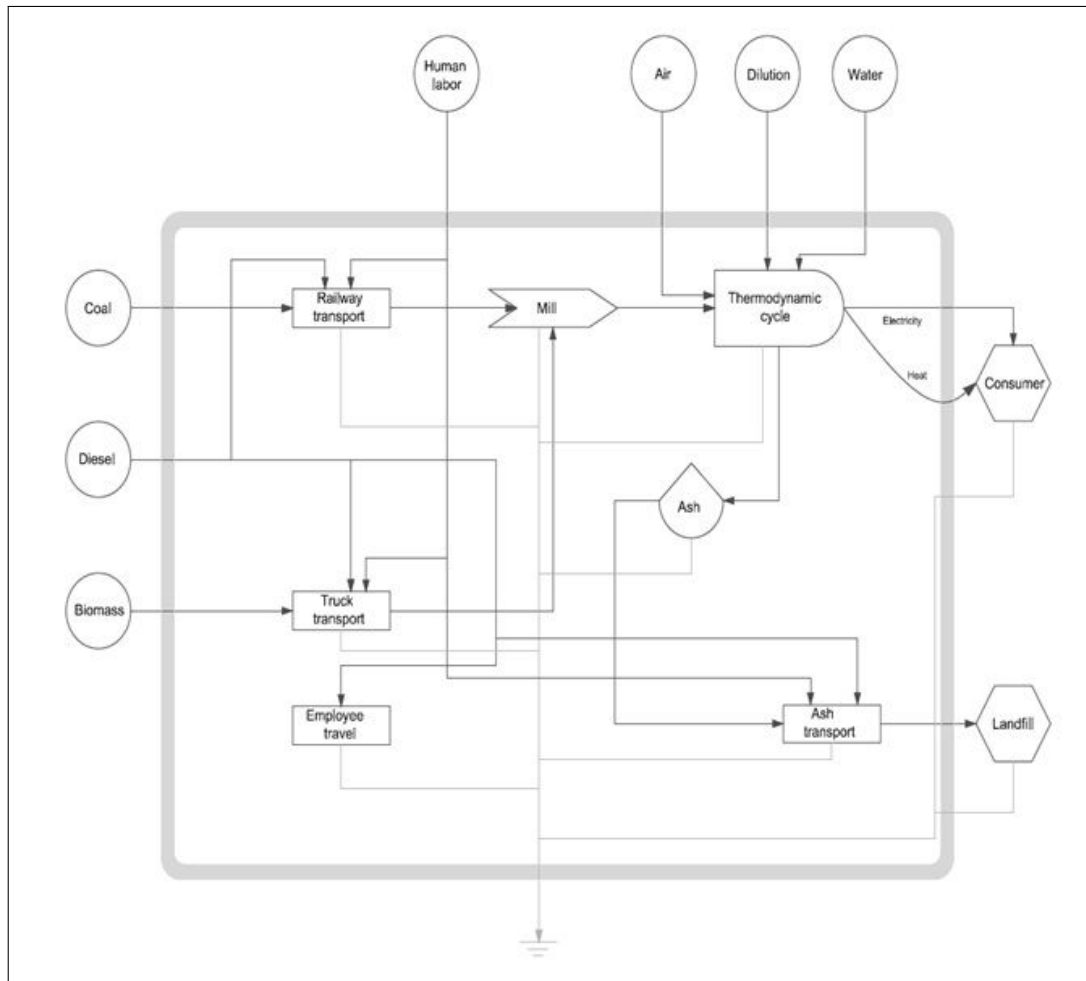 Human
labor
Air
Dilution
Water
Coal
Railway
transport
Mill
Thermodynamic
cycle
Electricity
Heat
Consumer
Diesel
Ash
Biomass
Truck
transport
Employee
travel
Ash
transport
Landfill